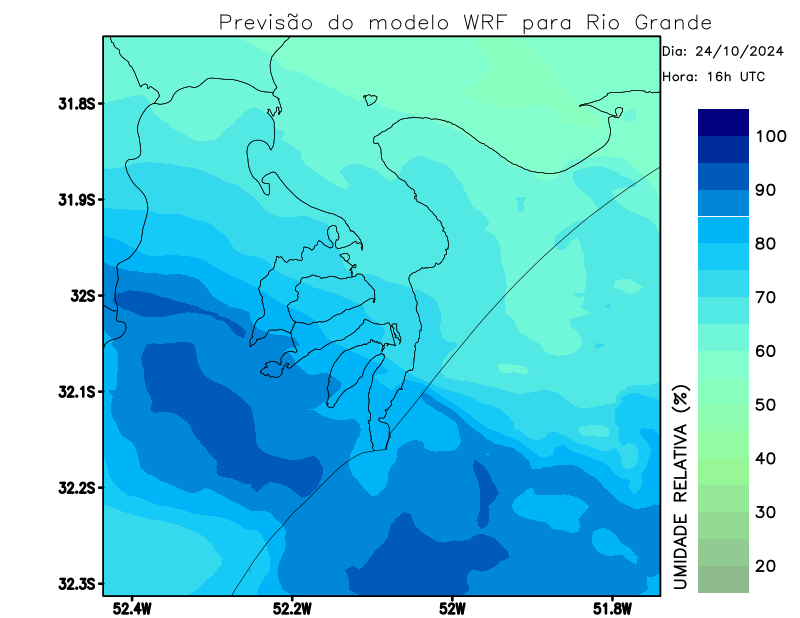 Previsão do modelo WRF para Rio Grande
Dia: 24/10/2024
Hora: 16h UTC
31.8S
31.9S
32S
32.1S
32.2S
32.3S
52.4W
52.2W
52W
51.8W
100
90
80
70
60
50
40
30
20
UMIDADE RELATIVA (%)